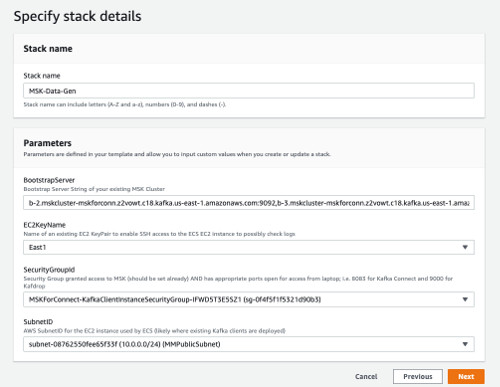 Specify stack details
Stack name
Stack name
MSK-Data-Gen
Stack name can include letters (A-Z and a-z), numbers (0-9), and dashes (-).
Parameters
Parameters are defined in your template and allow you to input custom values when you create or update a stack.
BootstrapServer
Bootstrap Server String of your existing MSK Cluster
b-2.mskcluster-mskforconn.z2vowt.c18.kafka.us-east-1.amazonaws.com:9092,b-3.mskcluster-mskforconn.z2vowt.c18.kafka.us-east-1.amaz
EC2KeyName
Name of an existing EC2 KeyPair to enable SSH access to the ECS EC2 Instance to possibly check logs
East1
SecurityGroupId
Security Group granted access to MSK (should be set already) AND has appropriate ports open for access from laptop; i.e. 8083 for Kafka Connect and 9000 for
Kafdrop
MSKForConnect-KafkaClientInstanceSecurityGroup-IFWD5T3E55Z1 (sg-0f4f5f1f5321d90b3)
SubnetID
AWS SubnetID for the EC2 instance used by ECS (likely where existing Kafka clients are deployed)
subnet-08762550fee65f33f (10.0.0.0/24) (MMPublicSubnet)
Cancel
Previous
Next